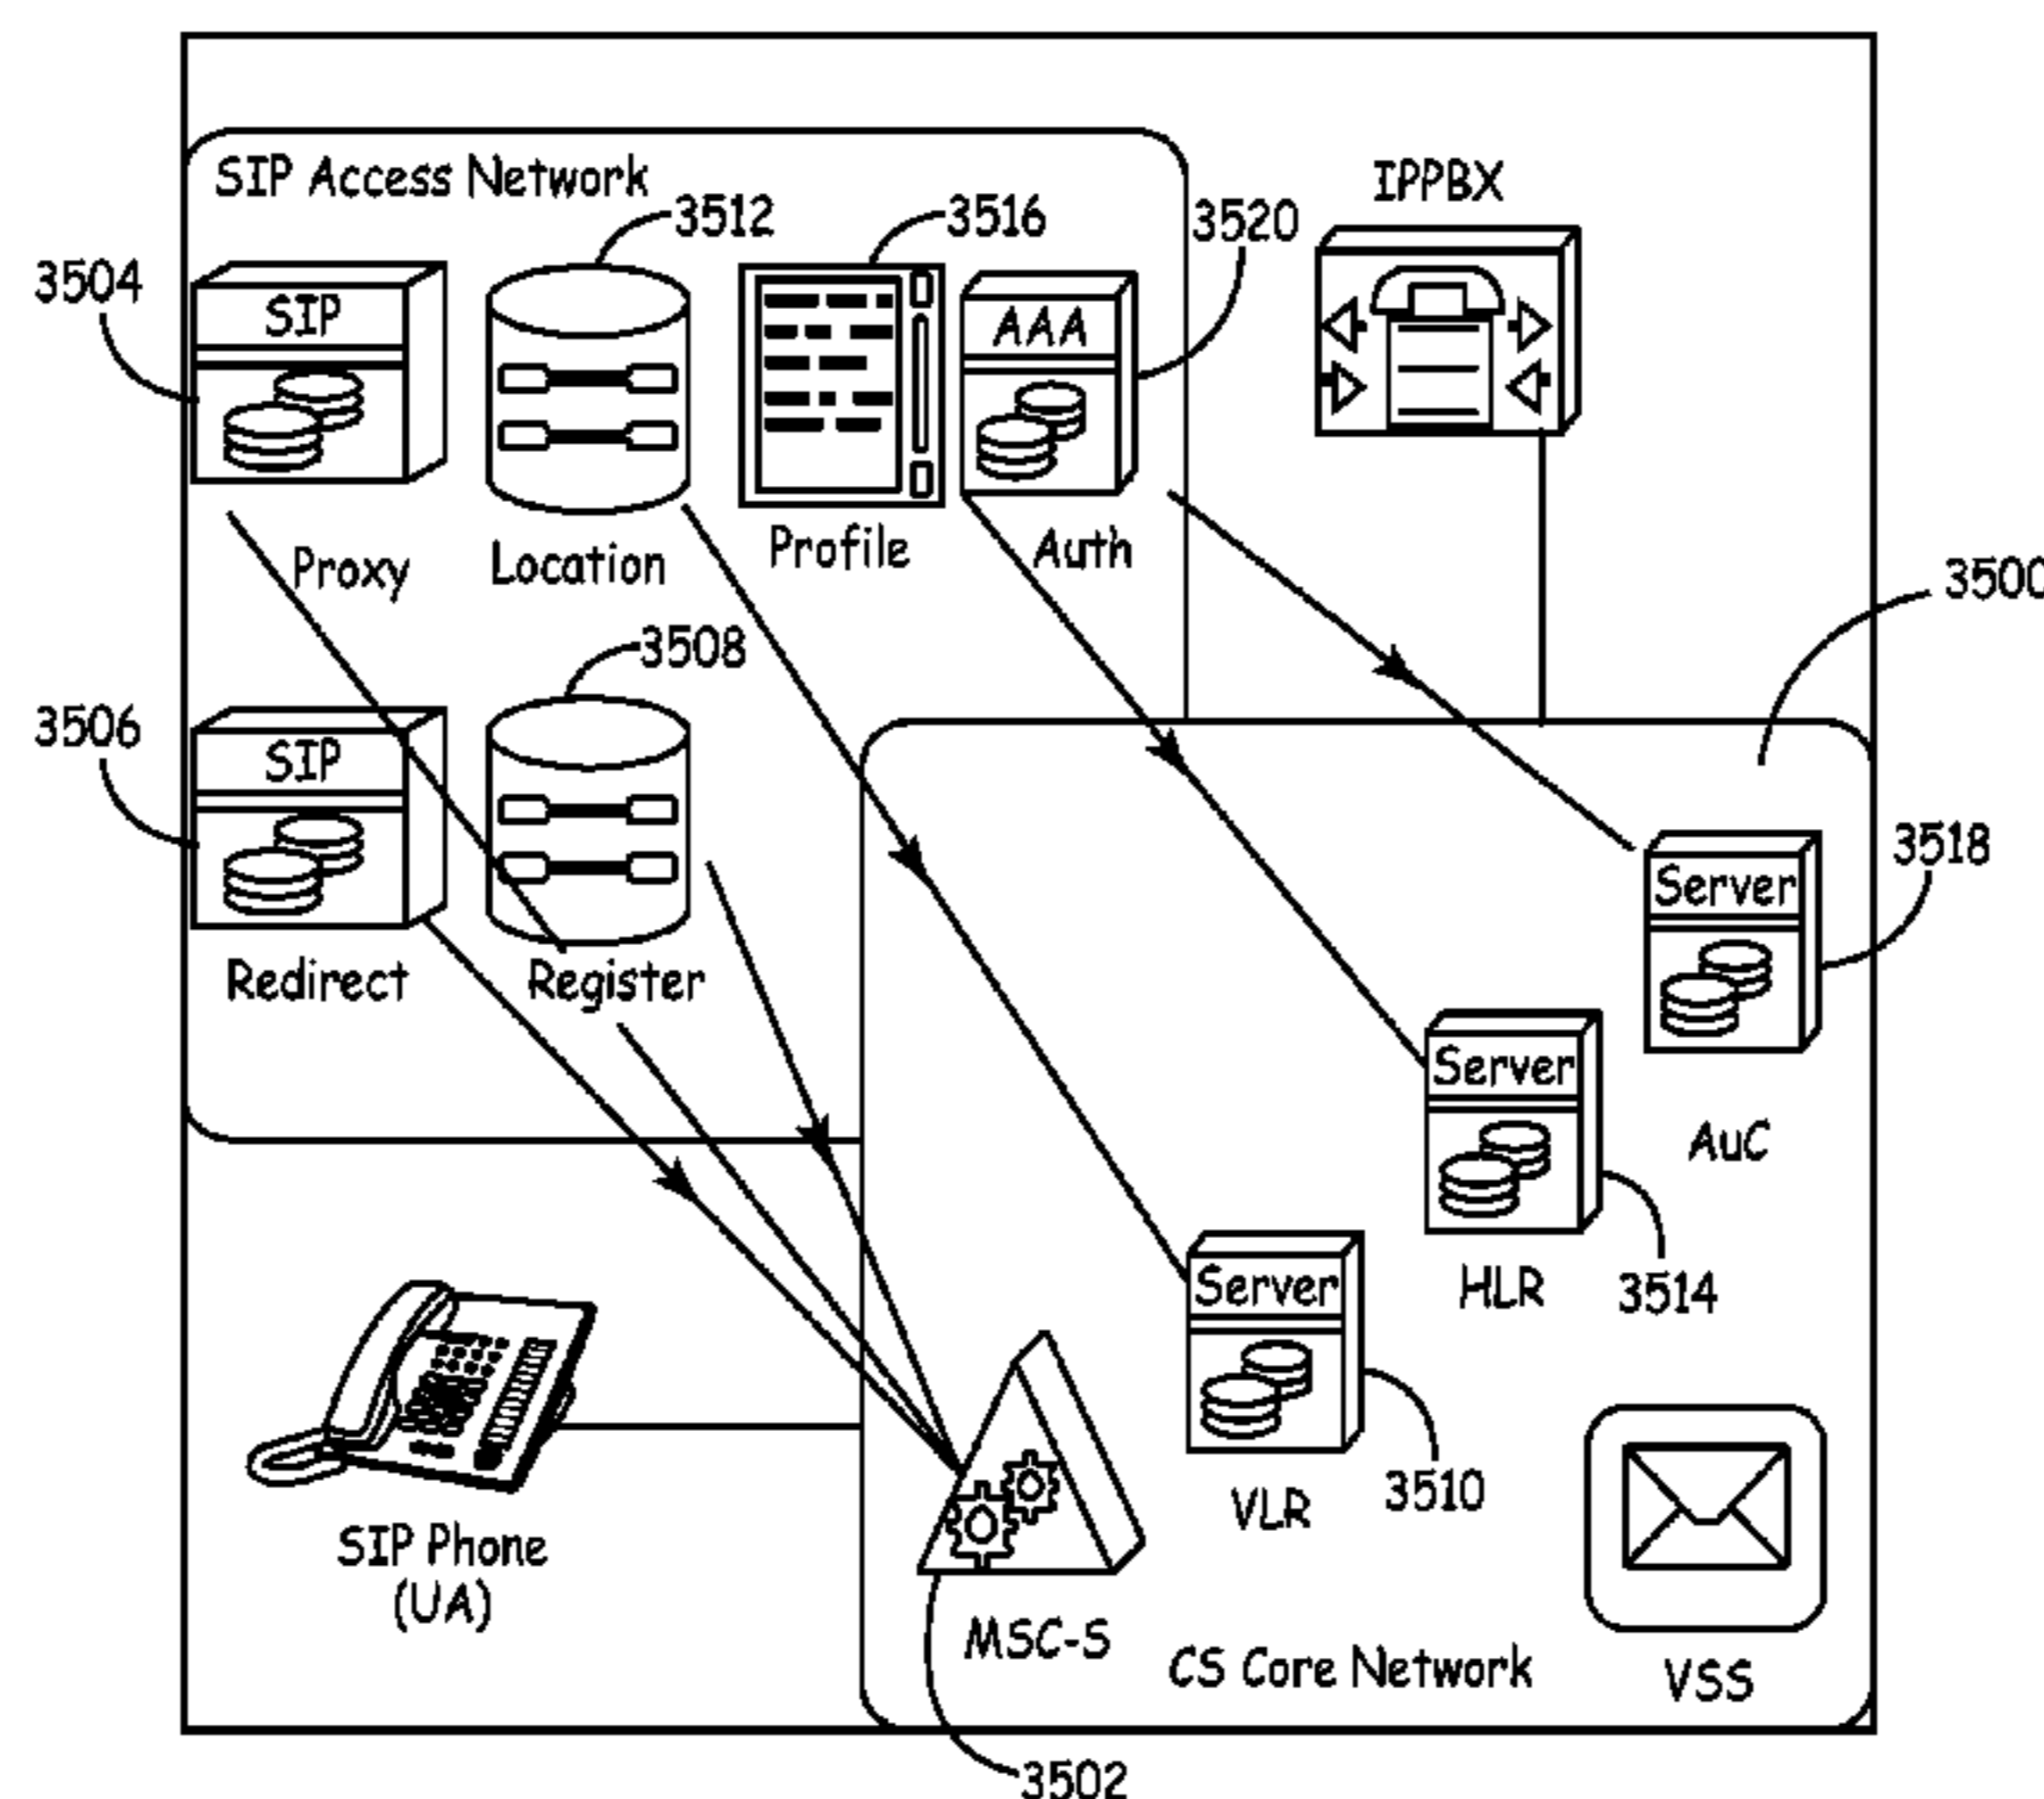 SIP Access Network
IPPBX
3512
3516
3520
3504
SIP
AAA
Proxy
Location
Profile
Auth
3500
3508
3506
SIP
3518
Server
Redirect
Register
Server
AuC
Server
HLR
3514
3510
VLR
SIP Phone
(UA)
MSC-S
CS Core Network
VSS
3502